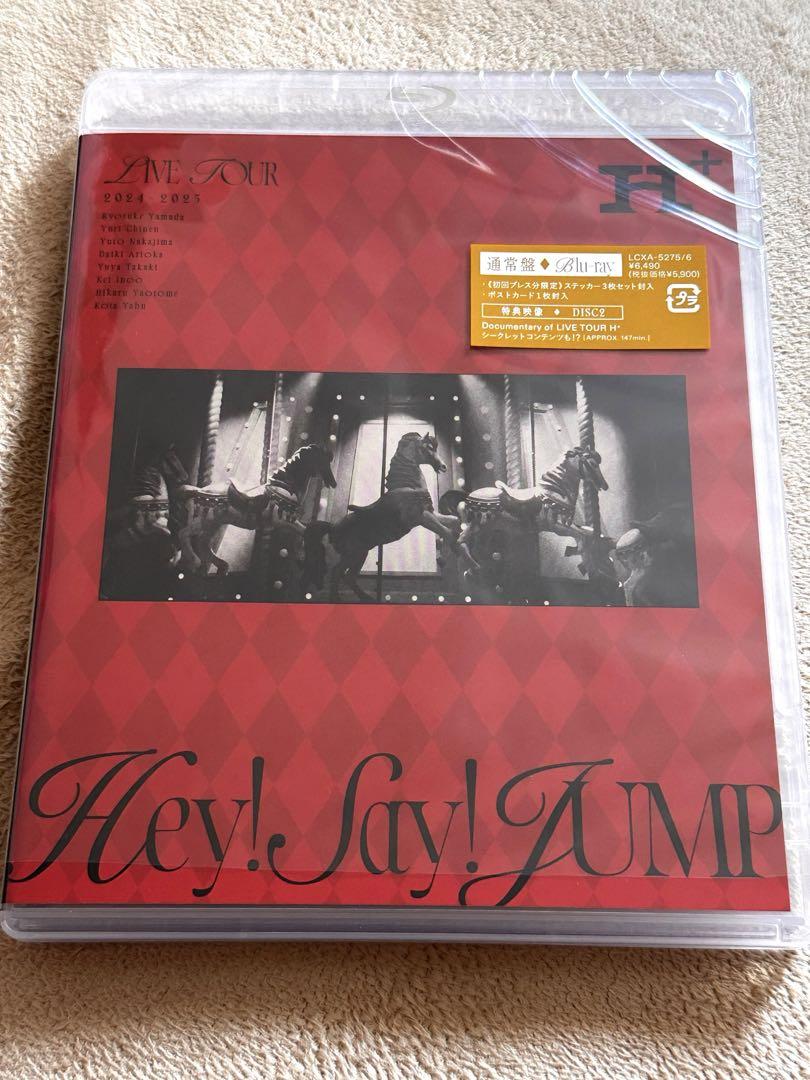 LIVE TOUR
2024-2025
Ryosuke Yamada
Yuri Chinen
Yuto Nakajima
Daiki Arioka
Yuya Takaki
Kei Inoo
Hikaru Yaotome
Kota Yabu
H+
通常盤 ♦ Blu-ray
LCXA-5275/6
¥6,490
(税抜価格¥5,900)
・《初回プレス分限定》ステッカー3枚セット封入
・ポストカード1枚封入
プラ
特典映像 ♦ DISC2
Documentary of LIVE TOUR H+
シークレットコンテンツも!? [APPROX. 147min.]
Hey! Say! JUMP